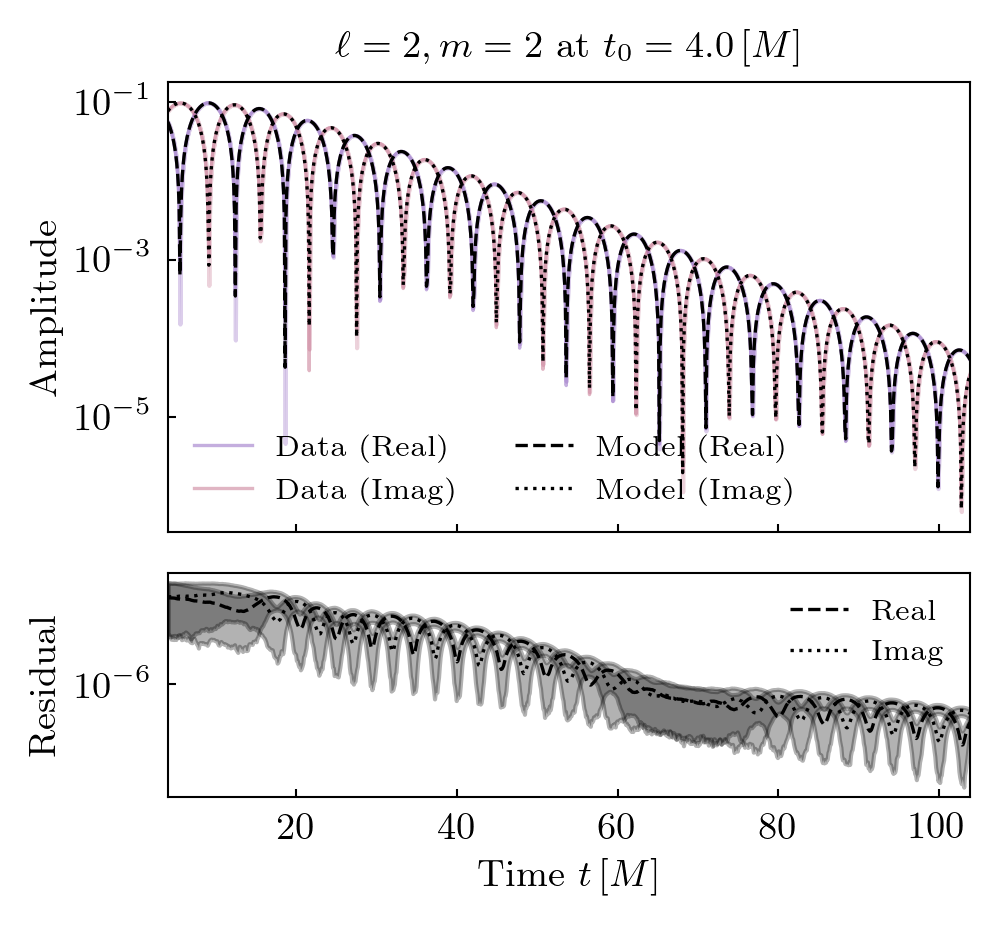 ℓ = 2, m = 2 at t₀ = 4.0 [M]
Amplitude
10⁻¹
10⁻³
10⁻⁵
Data (Real)
Data (Imag)
Model (Real)
Model (Imag)
Residual
10⁻⁶
Real
Imag
20 40 60 80 100
Time t [M]